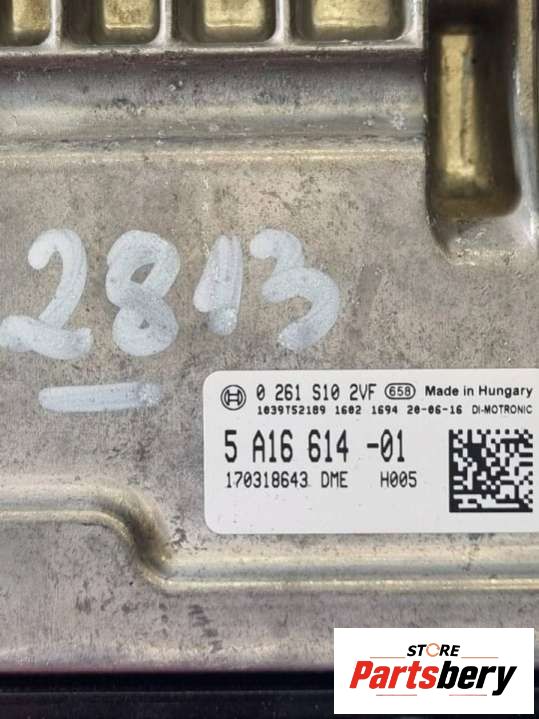 2813
BOSCH 0 261 S10 2VF 658 Made in Hungary
1039T52189 1602 1694 20-06-16 DI-MOTRONIC
5 A16 614 -01
170318643 DME H005
STORE
Partsbery